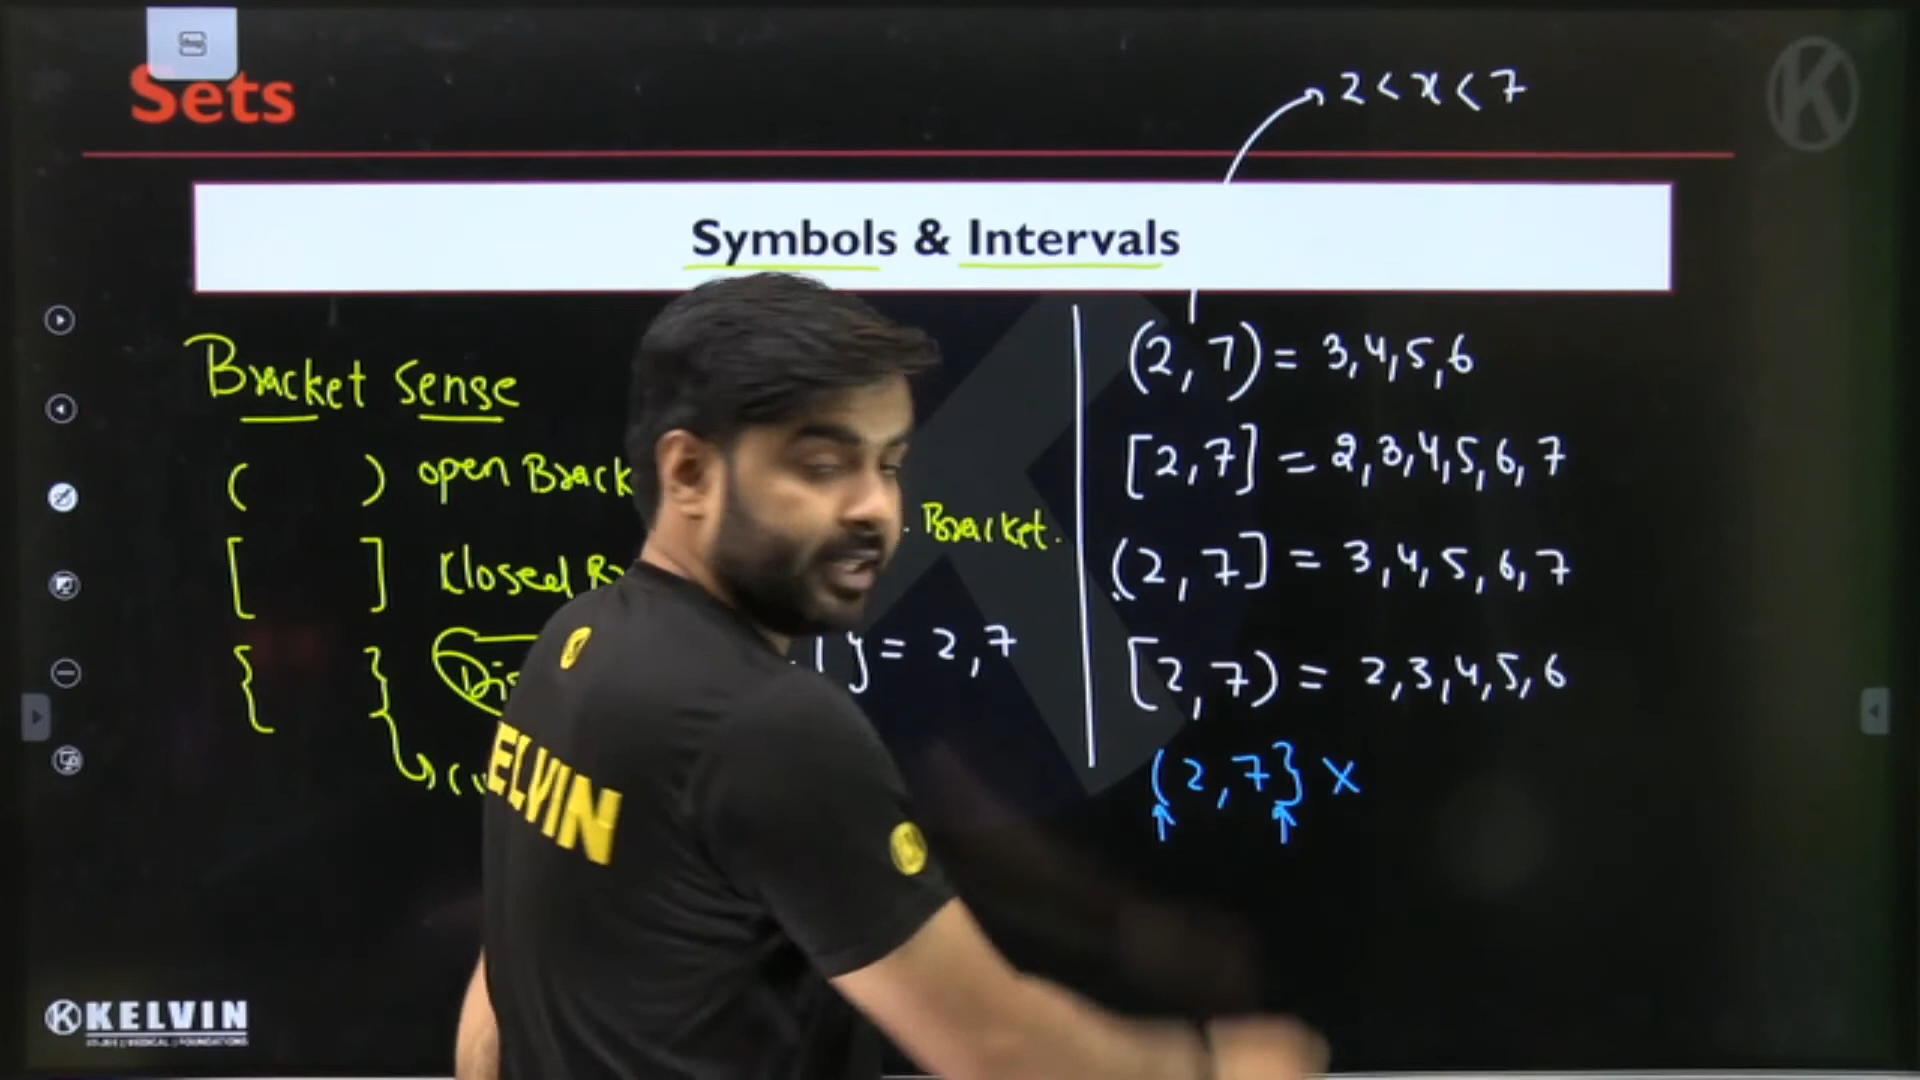 Sets
2 < x < 7
Symbols & Intervals
Bracket Sense
( ) open Brack
Bracket.
[ ] Closed
{ }
} = 2, 7
(2, 7) = 3, 4, 5, 6
[2, 7] = 2, 3, 4, 5, 6, 7
(2, 7] = 3, 4, 5, 6, 7
[2, 7) = 2, 3, 4, 5, 6
(2, 7} x
ELVIN
KELVIN